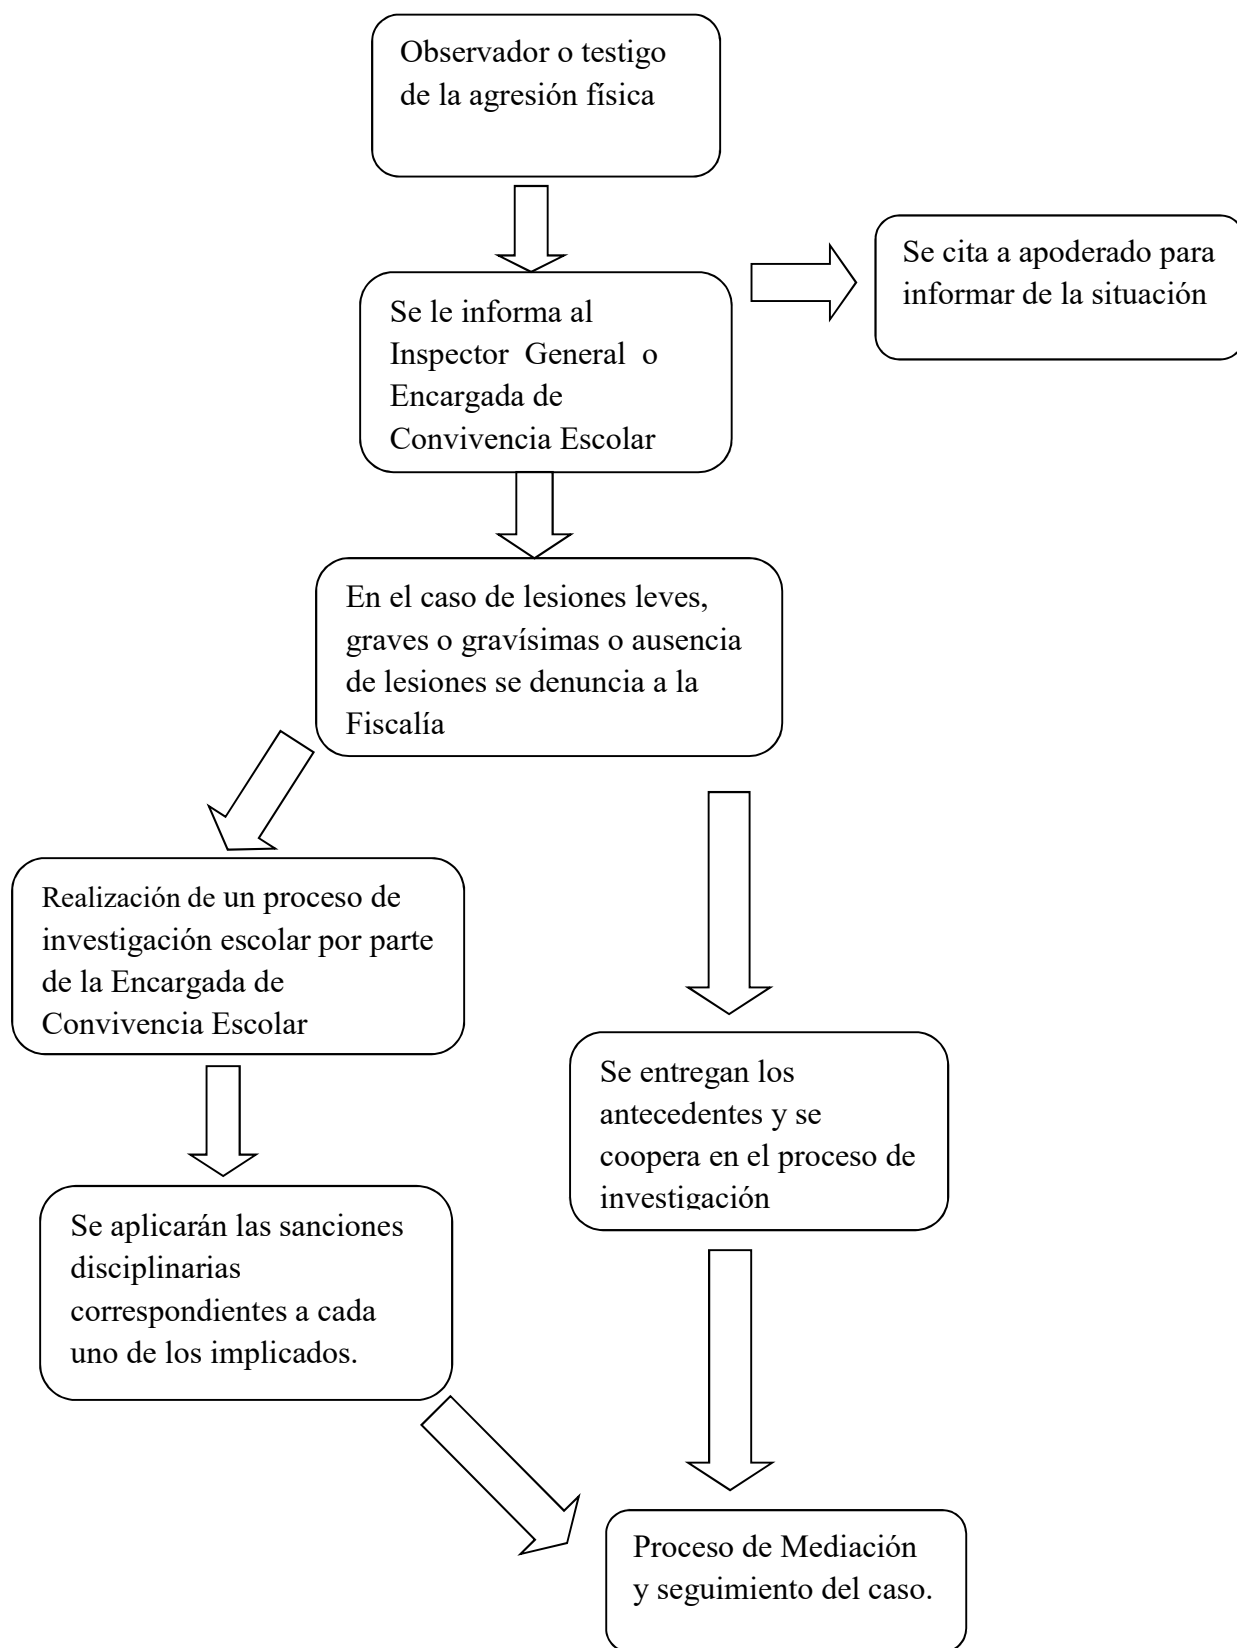 Observador o testigo
de la agresión física
Se cita a apoderado para
informar de la situación
Se le informa al
Inspector General o
Encargada de
Convivencia Escolar
En el caso de lesiones leves,
graves o gravísimas o ausencia
de lesiones se denuncia a la
Fiscalía
Realización de un proceso de
investigación escolar por parte
de la Encargada de
Convivencia Escolar
Se entregan los
antecedentes y se
coopera en el proceso de
investigación
Se aplicarán las sanciones
disciplinarias
correspondientes a cada
uno de los implicados.
Proceso de Mediación
y seguimiento del caso.